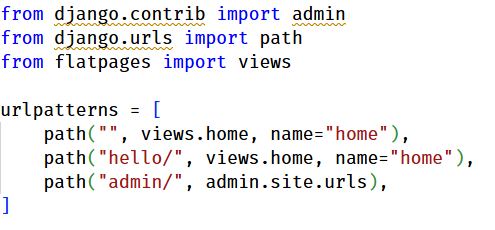 from django.contrib import admin
from django.urls import path
from flatpages import views

urlpatterns = [
    path("", views.home, name="home"),
    path("hello/", views.home, name="home"),
    path("admin/", admin.site.urls),
]